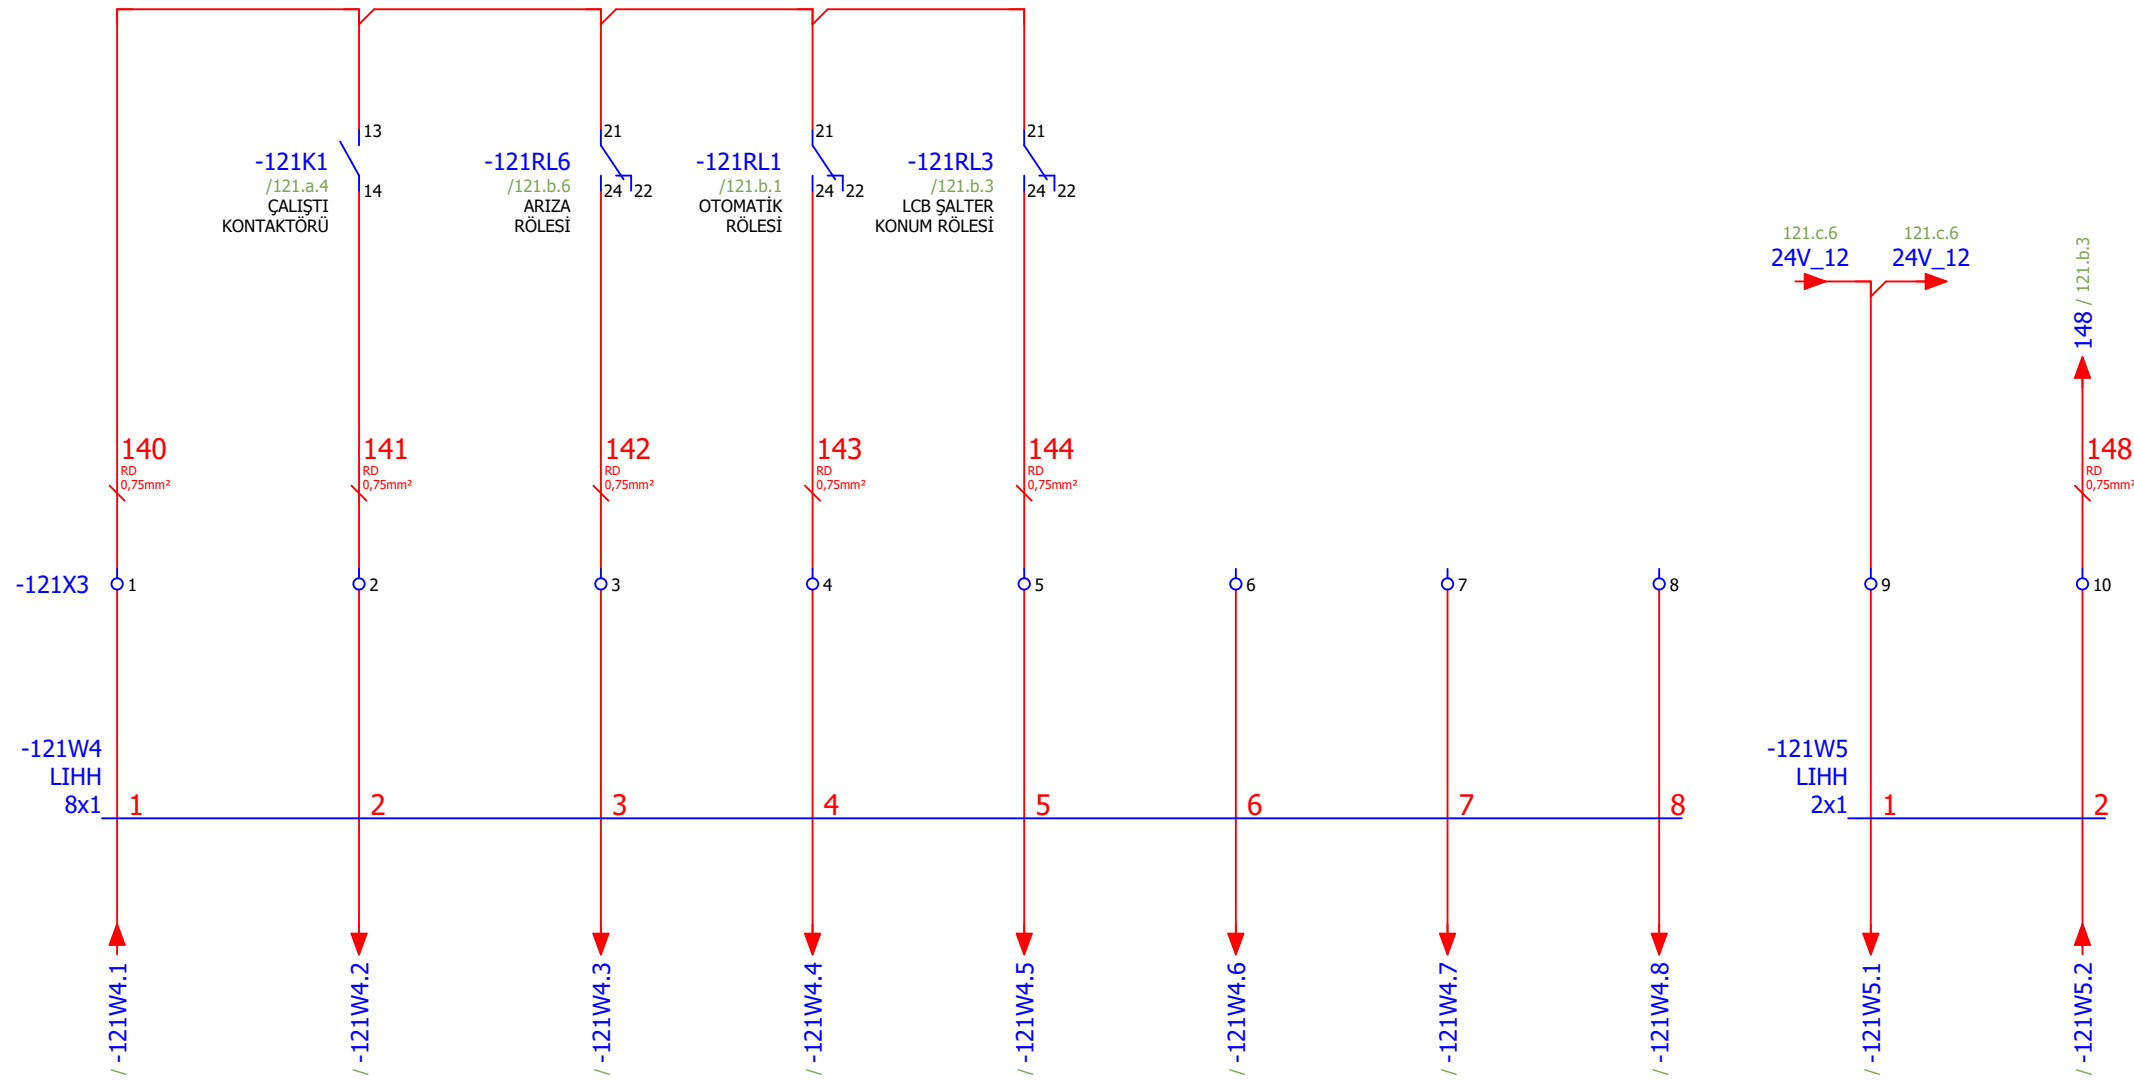 13
-121K1
/121.a.4
14
ÇALIŞTI
KONTAKTÖRÜ
21
-121RL6
/121.b.6
24 22
ARIZA
RÖLESİ
21
-121RL1
/121.b.1
24 22
OTOMATİK
RÖLESİ
21
-121RL3
/121.b.3
24 22
LCB ŞALTER
KONUM RÖLESİ
121.c.6
24V_12
121.c.6
24V_12
148 / 121.b.3
140
RD
0,75mm²
141
RD
0,75mm²
142
RD
0,75mm²
143
RD
0,75mm²
144
RD
0,75mm²
148
RD
0,75mm²
-121X3
1
2
3
4
5
6
7
8
9
10
-121W4
LIHH
8x1
1
2
3
4
5
6
7
8
-121W5
LIHH
2x1
1
2
/ -121W4.1
/ -121W4.2
/ -121W4.3
/ -121W4.4
/ -121W4.5
/ -121W4.6
/ -121W4.7
/ -121W4.8
/ -121W5.1
/ -121W5.2